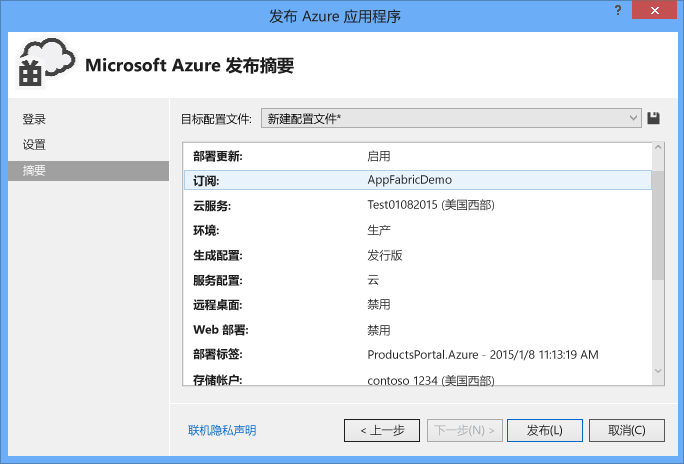 发布 Azure 应用程序
?
Microsoft Azure 发布摘要
登录
设置
摘要
目标配置文件: 新建配置文件*
部署更新: 启用
订阅: AppFabricDemo
云服务: Test01082015 (美国西部)
环境: 生产
生成配置: 发行版
服务配置: 云
远程桌面: 禁用
Web 部署: 禁用
部署标签: ProductsPortal.Azure - 2015/1/8 11:13:19 AM
存储帐户: contoso 1234 (美国西部)
联机隐私声明 < 上一步 下一步(N) > 发布(L) 取消(C)